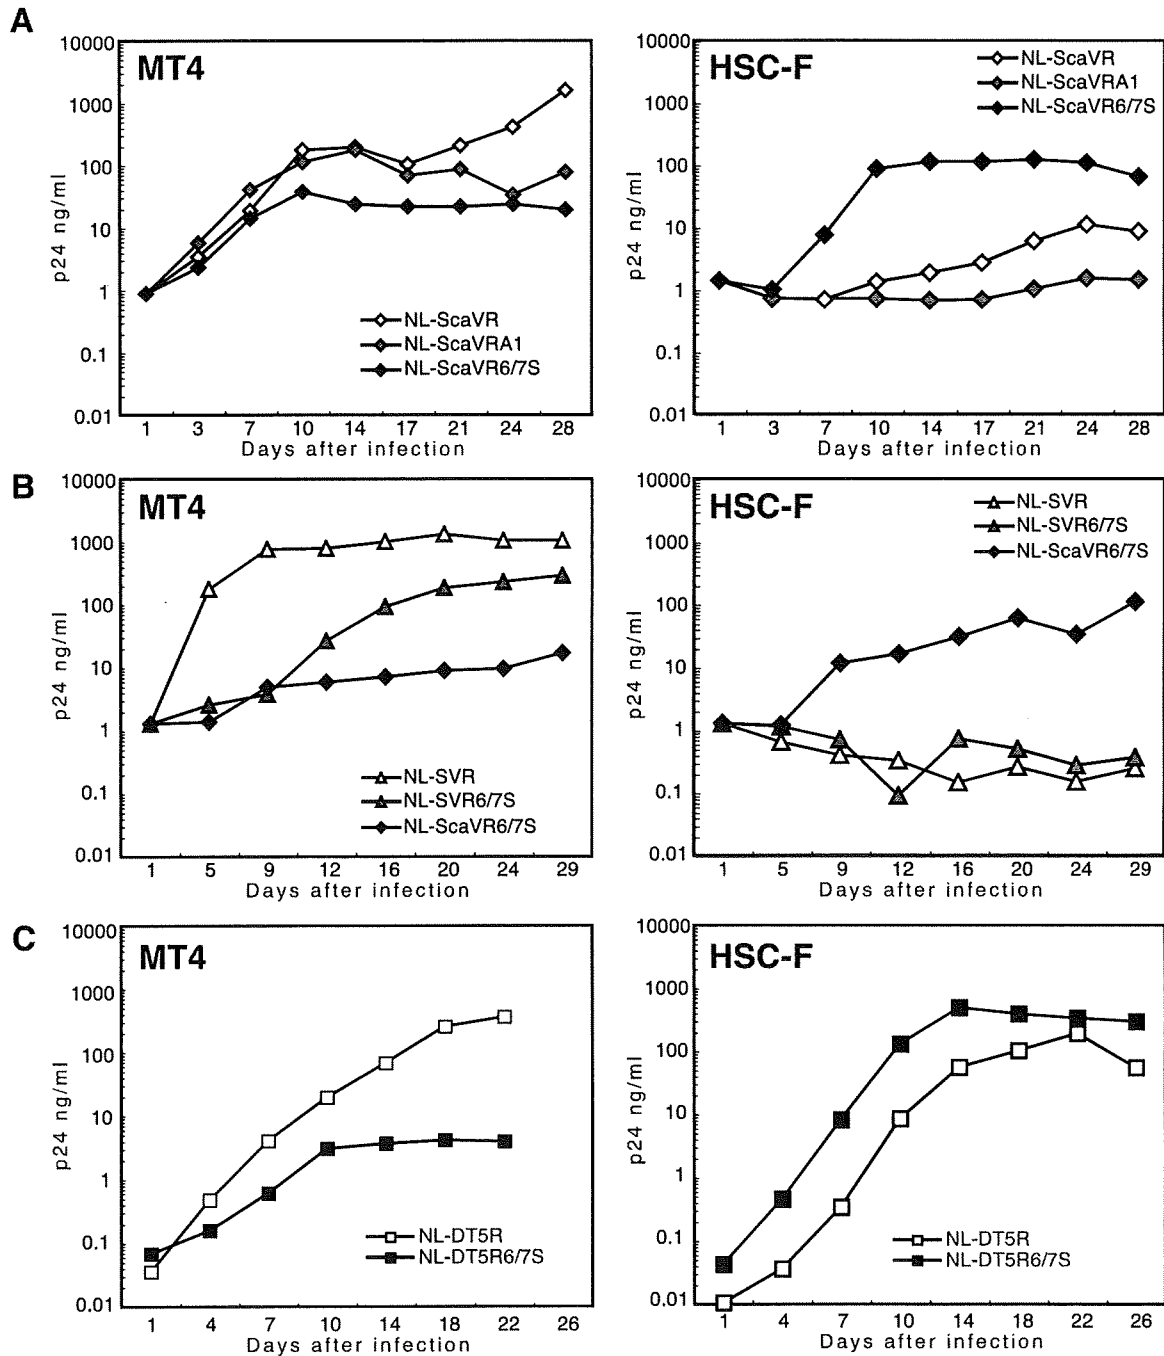 A
MT4
10000
1000
100
10
1
0.1
0.01
p24 ng/ml
NL-ScaVR
NL-ScaVRA1
NL-ScaVR6/7S
1 3 7 10 14 17 21 24 28
Days after infection
HSC-F
10000
1000
100
10
1
0.1
0.01
p24 ng/ml
NL-ScaVR
NL-ScaVRA1
NL-ScaVR6/7S
1 3 7 10 14 17 21 24 28
Days after infection
B
MT4
10000
1000
100
10
1
0.1
0.01
p24 ng/ml
NL-SVR
NL-SVR6/7S
NL-ScaVR6/7S
1 5 9 12 16 20 24 29
Days after infection
HSC-F
10000
1000
100
10
1
0.1
0.01
p24 ng/ml
NL-SVR
NL-SVR6/7S
NL-ScaVR6/7S
1 5 9 12 16 20 24 29
Days after infection
C
MT4
10000
1000
100
10
1
0.1
0.01
p24 ng/ml
NL-DT5R
NL-DT5R6/7S
1 4 7 10 14 18 22 26
Days after infection
HSC-F
10000
1000
100
10
1
0.1
0.01
p24 ng/ml
NL-DT5R
NL-DT5R6/7S
1 4 7 10 14 18 22 26
Days after infection